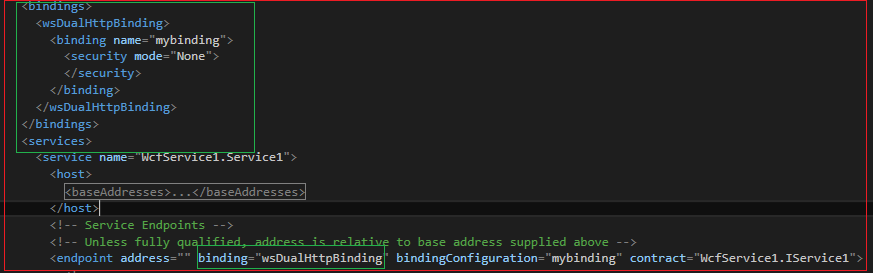 <bindings>
<wsDualHttpBinding>
<binding name="mybinding">
<security mode="None">
</security>
</binding>
</wsDualHttpBinding>
</bindings>
<services>
<service name="WcfService1.Service1">
<host>
<baseAddresses>...</baseAddresses>
</host>
<!-- Service Endpoints -->
<!-- Unless fully qualified, address is relative to base address supplied above -->
<endpoint address="" binding="wsDualHttpBinding" bindingConfiguration="mybinding" contract="WcfService1.IService1">